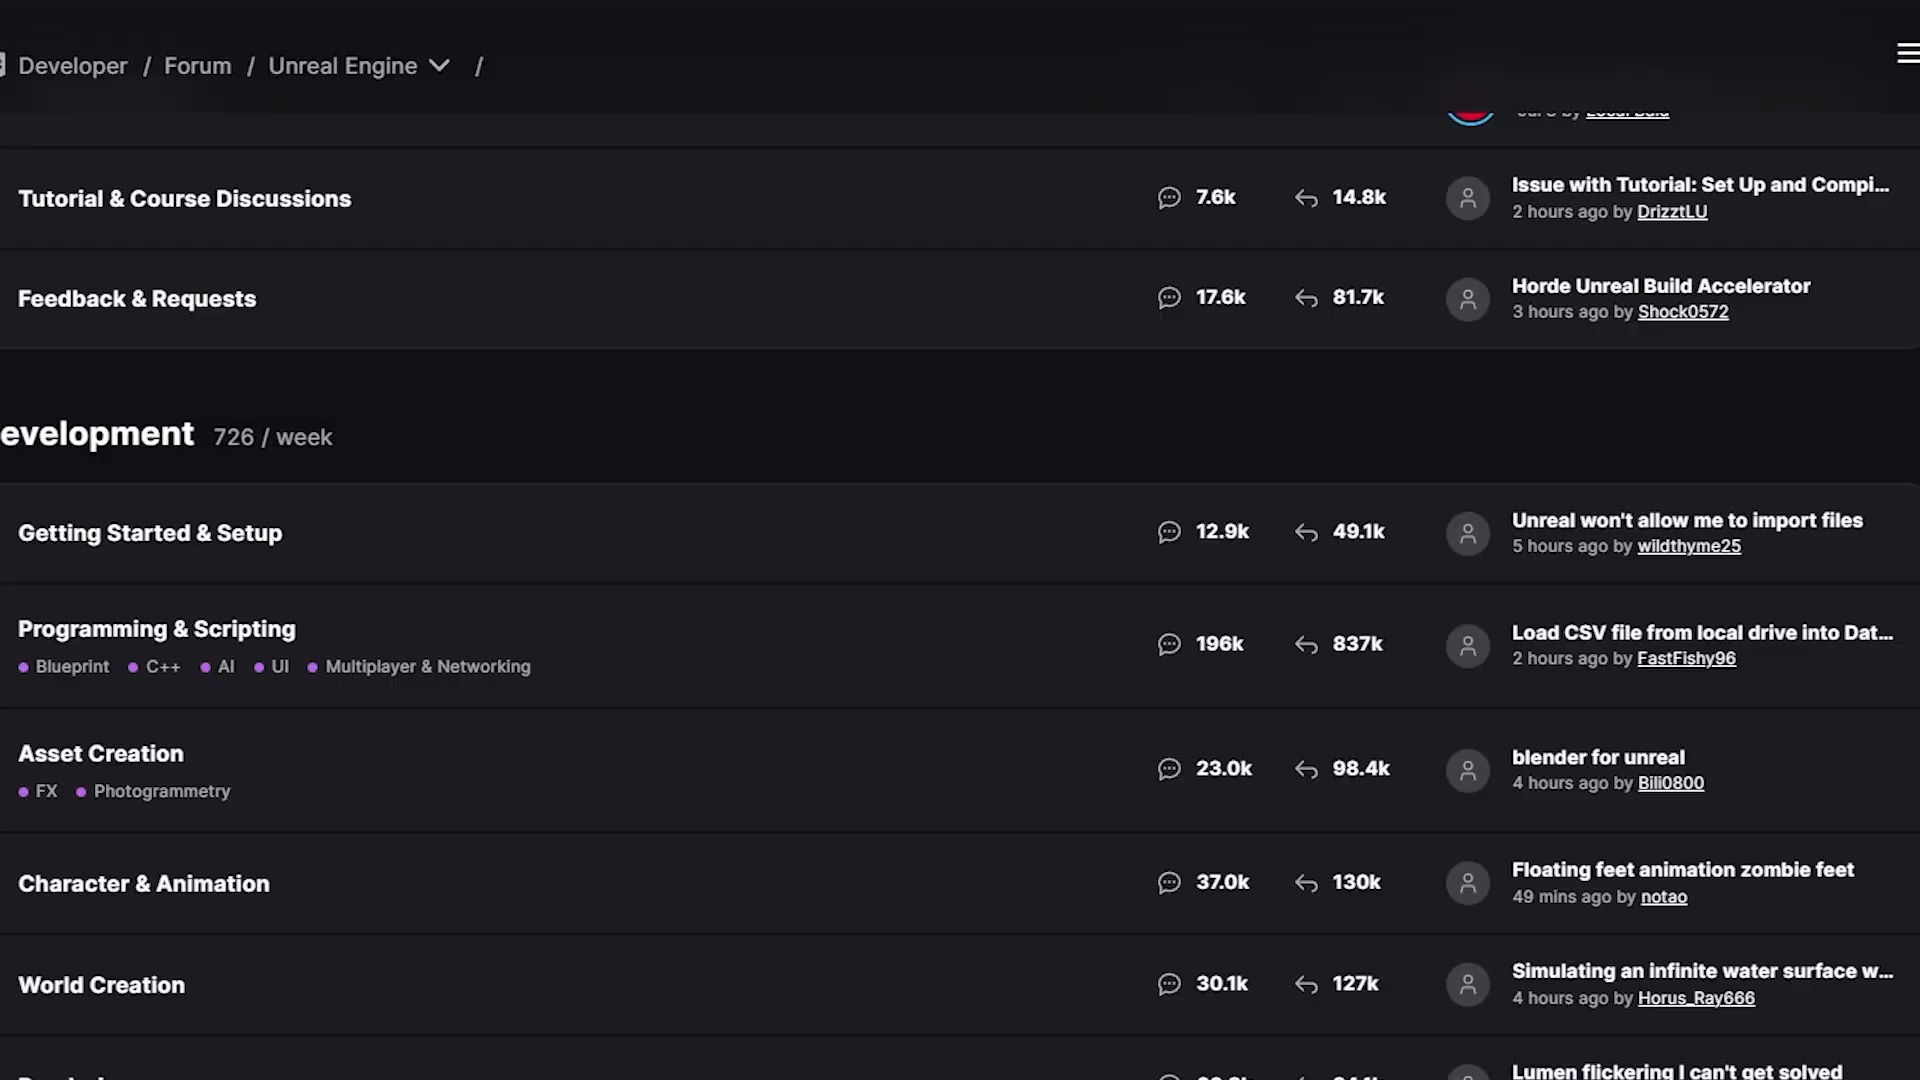 Developer / Forum / Unreal Engine /
Tutorial & Course Discussions 7.6k 14.8k Issue with Tutorial: Set Up and Compi...
2 hours ago by DrizztLU
Feedback & Requests 17.6k 81.7k Horde Unreal Build Accelerator
3 hours ago by Shock0572
evelopment 726 / week
Getting Started & Setup 12.9k 49.1k Unreal won't allow me to import files
5 hours ago by wildthyme25
Programming & Scripting 196k 837k Load CSV file from local drive into Dat...
Blueprint C++ AI UI Multiplayer & Networking 2 hours ago by FastFishy96
Asset Creation 23.0k 98.4k blender for unreal
FX Photogrammetry 4 hours ago by Bili0800
Character & Animation 37.0k 130k Floating feet animation zombie feet
49 mins ago by notao
World Creation 30.1k 127k Simulating an infinite water surface w...
4 hours ago by Horus_Ray666
Lumen flickering I can't get solved